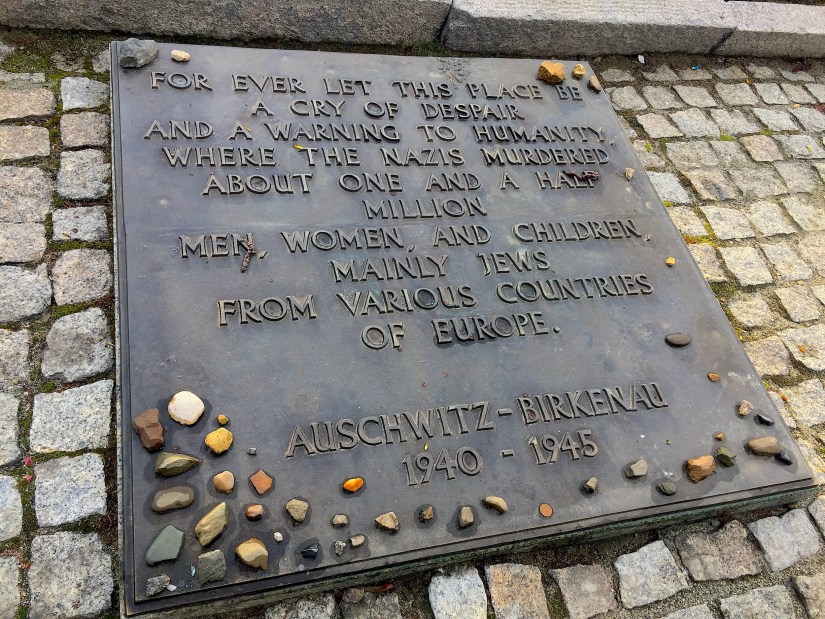 FOR EVER LET THIS PLACE BE
A CRY OF DESPAIR
AND A WARNING TO HUMANITY,
WHERE THE NAZIS MURDERED
ABOUT ONE AND A HALF
MILLION
MEN, WOMEN, AND CHILDREN,
MAINLY JEWS
FROM VARIOUS COUNTRIES
OF EUROPE.
AUSCHWITZ-BIRKENAU
1940 - 1945